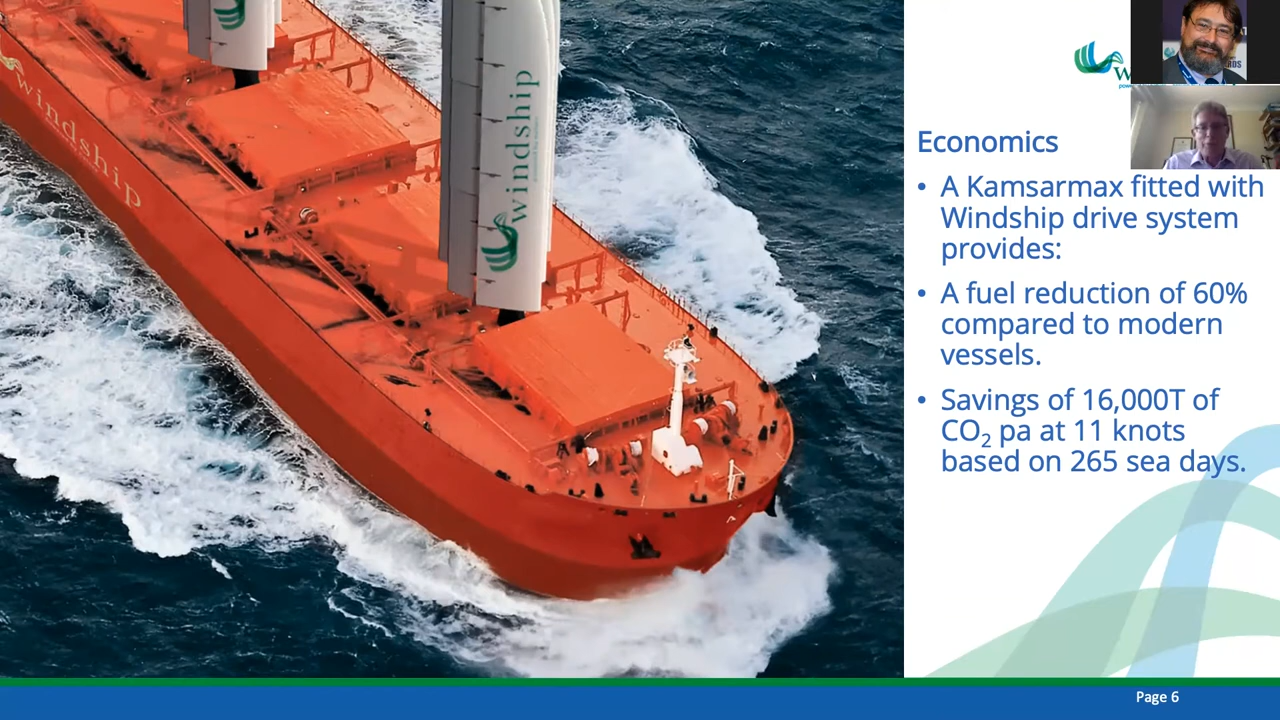 windship
windship
Economics
• A Kamsarmax fitted with
Windship drive system
provides:
• A fuel reduction of 60%
compared to modern
vessels.
• Savings of 16,000T of
CO₂ pa at 11 knots
based on 265 sea days.
Page 6